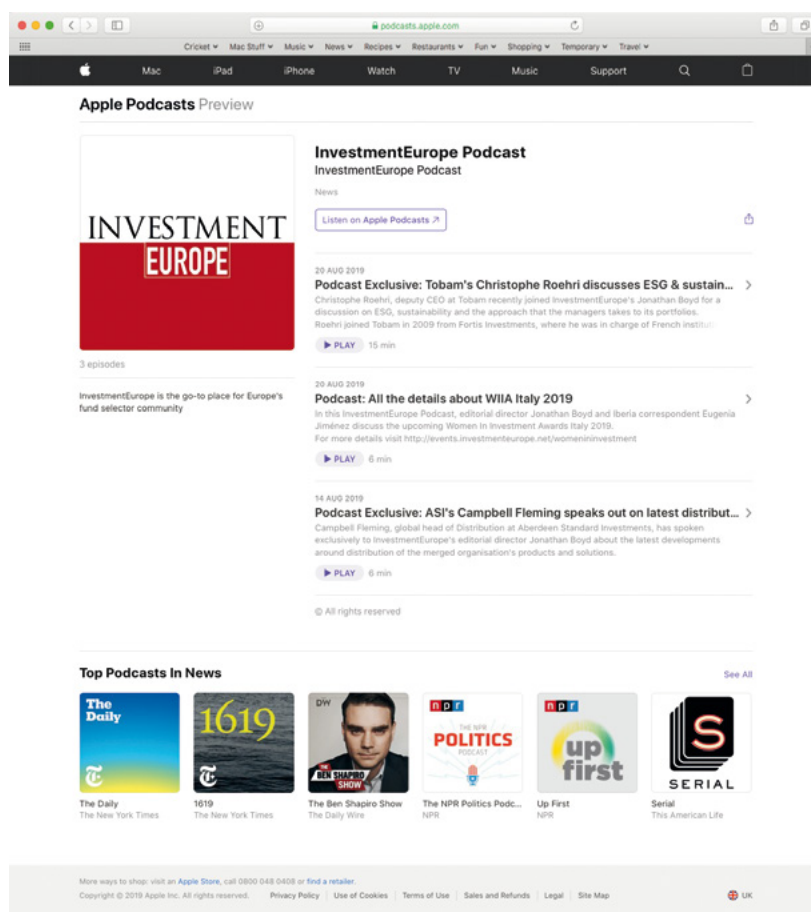 podcasts.apple.com
Cricket Mac Stuff Music News Recipes Restaurants Fun Shopping Temporary Travel
Mac iPad iPhone Watch TV Music Support
Apple Podcasts Preview
INVESTMENT
EUROPE
3 episodes
InvestmentEurope is the go-to place for Europe's
fund selector community
InvestmentEurope Podcast
InvestmentEurope Podcast
News
Listen on Apple Podcasts ↗
20 AUG 2019
Podcast Exclusive: Tobam's Christophe Roehri discusses ESG & sustain...
Christophe Roehri, deputy CEO at Tobam recently joined InvestmentEurope's Jonathan Boyd for a
discussion on ESG, sustainability and the approach that the managers takes to its portfolios.
Roehri joined Tobam in 2009 from Fortis Investments, where he was in charge of French institut
PLAY 15 min
20 AUG 2019
Podcast: All the details about WIIA Italy 2019
In this InvestmentEurope Podcast, editorial director Jonathan Boyd and Iberia correspondent Eugenia
Jiménez discuss the upcoming Women In Investment Awards Italy 2019.
For more details visit http://events.investmenteurope.net/womenininvestment
PLAY 6 min
14 AUG 2019
Podcast Exclusive: ASI's Campbell Fleming speaks out on latest distribut...
Campbell Fleming, global head of Distribution at Aberdeen Standard Investments, has spoken
exclusively to InvestmentEurope's editorial director Jonathan Boyd about the latest developments
around distribution of the merged organisation's products and solutions.
PLAY 6 min
© All rights reserved
Top Podcasts In News
See All
The
Daily
1619
DW
THE
BEN SHAPIRO
SHOW
npr
THE NPR
POLITICS
PODCAST
npr
up
first
S
SERIAL
The Daily
The New York Times
1619
The New York Times
The Ben Shapiro Show
The Daily Wire
The NPR Politics Podc...
NPR
Up First
NPR
Serial
This American Life
More ways to shop: visit an Apple Store, call 0800 048 0408 or find a retailer.
Copyright © 2019 Apple Inc. All rights reserved. Privacy Policy Use of Cookies Terms of Use Sales and Refunds Legal Site Map
UK